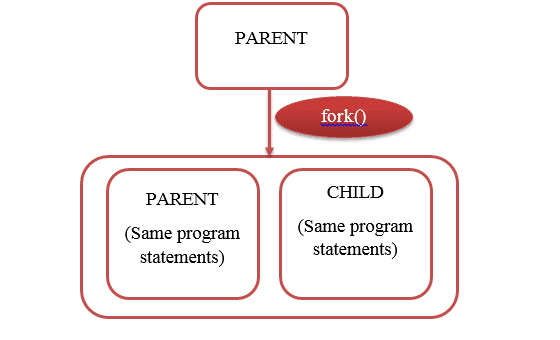 PARENT
fork()
PARENT
(Same program
statements)
CHILD
(Same program
statements)